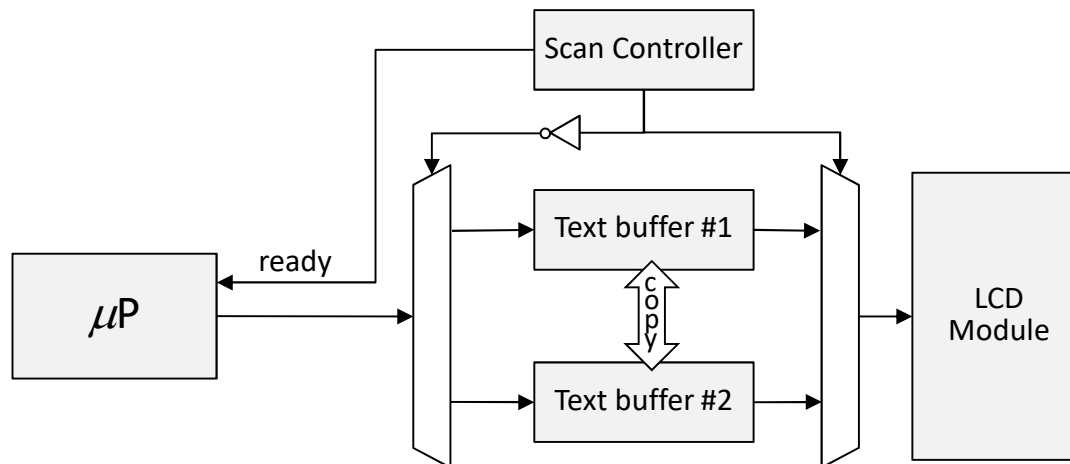 Scan Controller
Text buffer #1
ready
copy
μP
LCD
Module
Text buffer #2